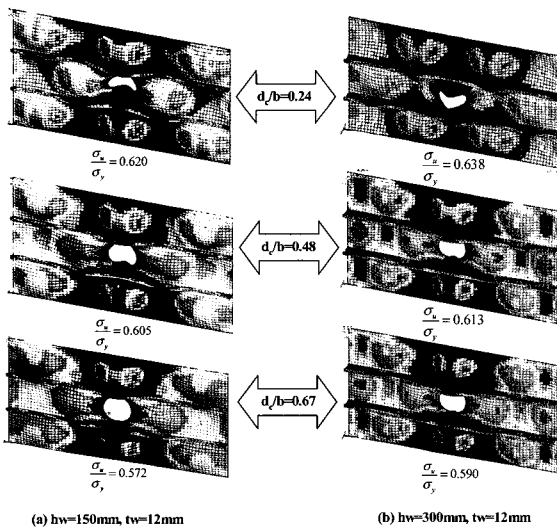 d_c/b=0.24
σ_u/σ_y = 0.620
σ_u/σ_y = 0.638
d_c/b=0.48
σ_u/σ_y = 0.605
σ_u/σ_y = 0.613
d_c/b=0.67
σ_u/σ_y = 0.572
σ_u/σ_y = 0.590
(a) hw=150mm, tw=12mm
(b) hw=300mm, tw=12mm